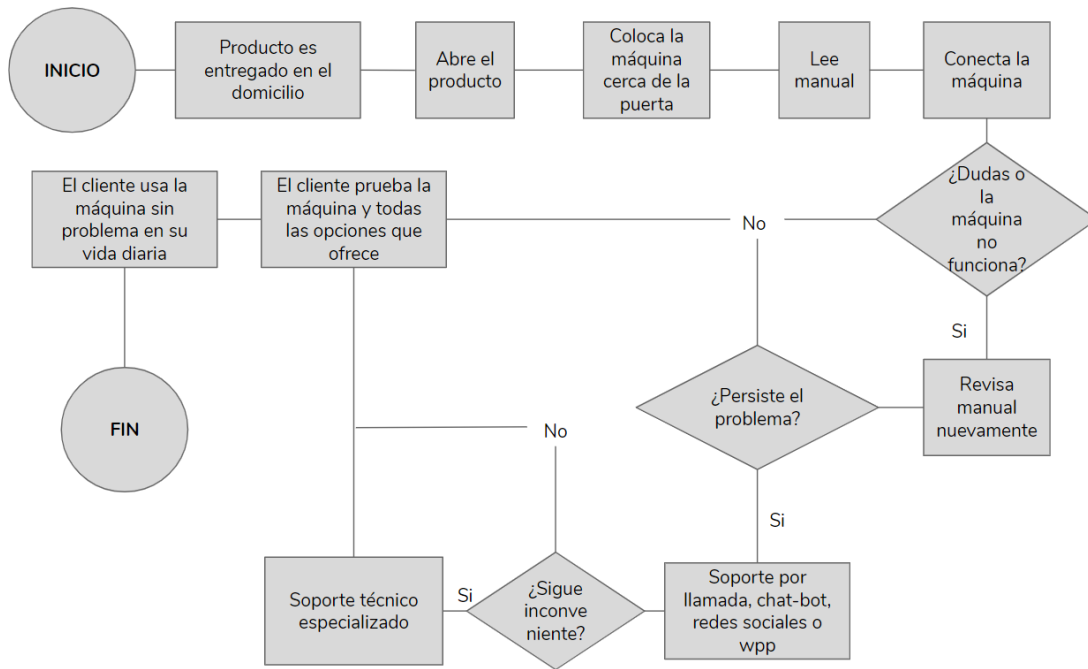 INICIO
Producto es
entregado en el
domicilio
Abre el
producto
Coloca la
máquina
cerca de la
puerta
Lee
manual
Conecta la
máquina
¿Dudas o
la
máquina
no
funciona?
No
El cliente prueba la
máquina y todas
las opciones que
ofrece
El cliente usa la
máquina sin
problema en su
vida diaria
FIN
Si
Revisa
manual
nuevamente
¿Persiste el
problema?
Si
Soporte por
llamada, chat-bot,
redes sociales o
wpp
¿Sigue
inconve
niente?
No
Si
Soporte técnico
especializado